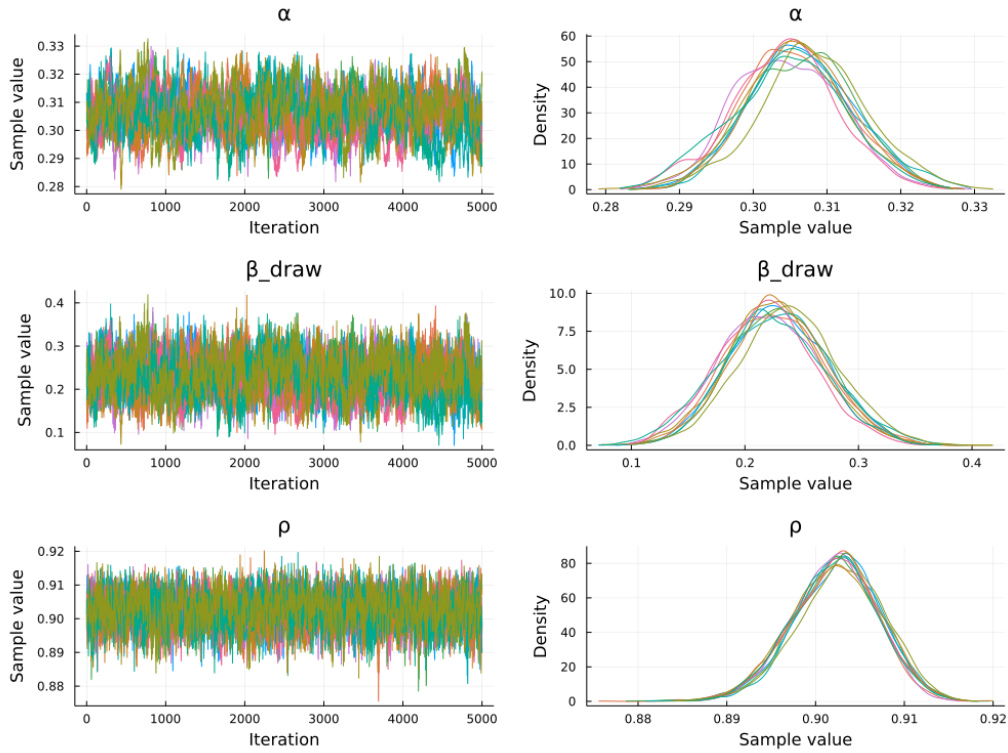 α
Sample value
0.33
0.32
0.31
0.30
0.29
0.28
0 1000 2000 3000 4000 5000
Iteration
α
Density
60
50
40
30
20
10
0
0.28 0.29 0.30 0.31 0.32 0.33
Sample value
β_draw
Sample value
0.4
0.3
0.2
0.1
0 1000 2000 3000 4000 5000
Iteration
β_draw
Density
10.0
7.5
5.0
2.5
0.0
0.1 0.2 0.3 0.4
Sample value
ρ
Sample value
0.92
0.91
0.90
0.89
0.88
0 1000 2000 3000 4000 5000
Iteration
ρ
Density
80
60
40
20
0
0.88 0.89 0.90 0.91 0.92
Sample value